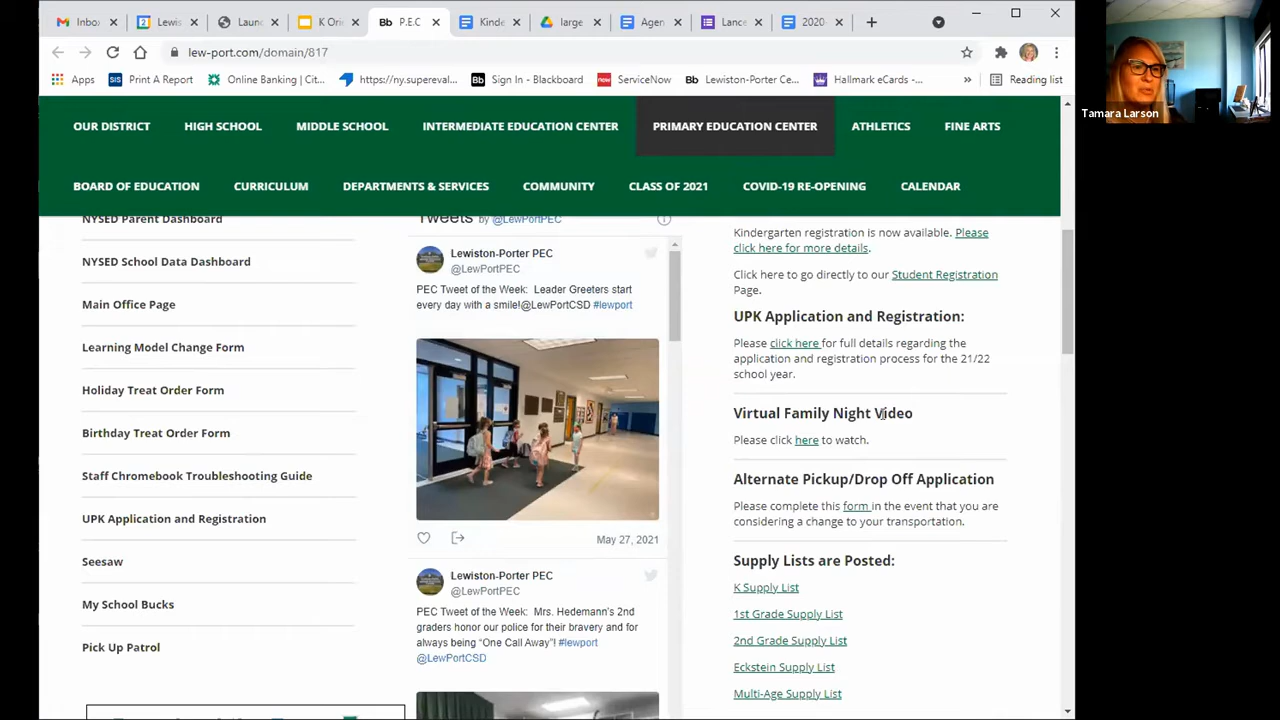 Inbo
Lewis
Laun
K Ori
Bb P.E.C
Kinde
large
Agen
Lance
2020
lew-port.com/domain/817
Apps
SIS Print A Report
Online Banking | Cit...
https://ny.supereval...
Bb Sign In - Blackboard
now ServiceNow
Bb Lewiston-Porter Ce...
Hallmark eCards -...
»
Reading list
Tamara Larson
OUR DISTRICT HIGH SCHOOL MIDDLE SCHOOL INTERMEDIATE EDUCATION CENTER PRIMARY EDUCATION CENTER ATHLETICS FINE ARTS
BOARD OF EDUCATION CURRICULUM DEPARTMENTS & SERVICES COMMUNITY CLASS OF 2021 COVID-19 RE-OPENING CALENDAR
NYSED Parent Dashboard
NYSED School Data Dashboard
Main Office Page
Learning Model Change Form
Holiday Treat Order Form
Birthday Treat Order Form
Staff Chromebook Troubleshooting Guide
UPK Application and Registration
Seesaw
My School Bucks
Pick Up Patrol
Tweets by @LewPortPEC
Lewiston-Porter PEC
@LewPortPEC
PEC Tweet of the Week: Leader Greeters start
every day with a smile!@LewPortCSD #lewport
May 27, 2021
Lewiston-Porter PEC
@LewPortPEC
PEC Tweet of the Week: Mrs. Hedemann's 2nd
graders honor our police for their bravery and for
always being "One Call Away"! #lewport
@LewPortCSD
Kindergarten registration is now available. Please
click here for more details.
Click here to go directly to our Student Registration
Page.
UPK Application and Registration:
Please click here for full details regarding the
application and registration process for the 21/22
school year.
Virtual Family Night Video
Please click here to watch.
Alternate Pickup/Drop Off Application
Please complete this form in the event that you are
considering a change to your transportation.
Supply Lists are Posted:
K Supply List
1st Grade Supply List
2nd Grade Supply List
Eckstein Supply List
Multi-Age Supply List